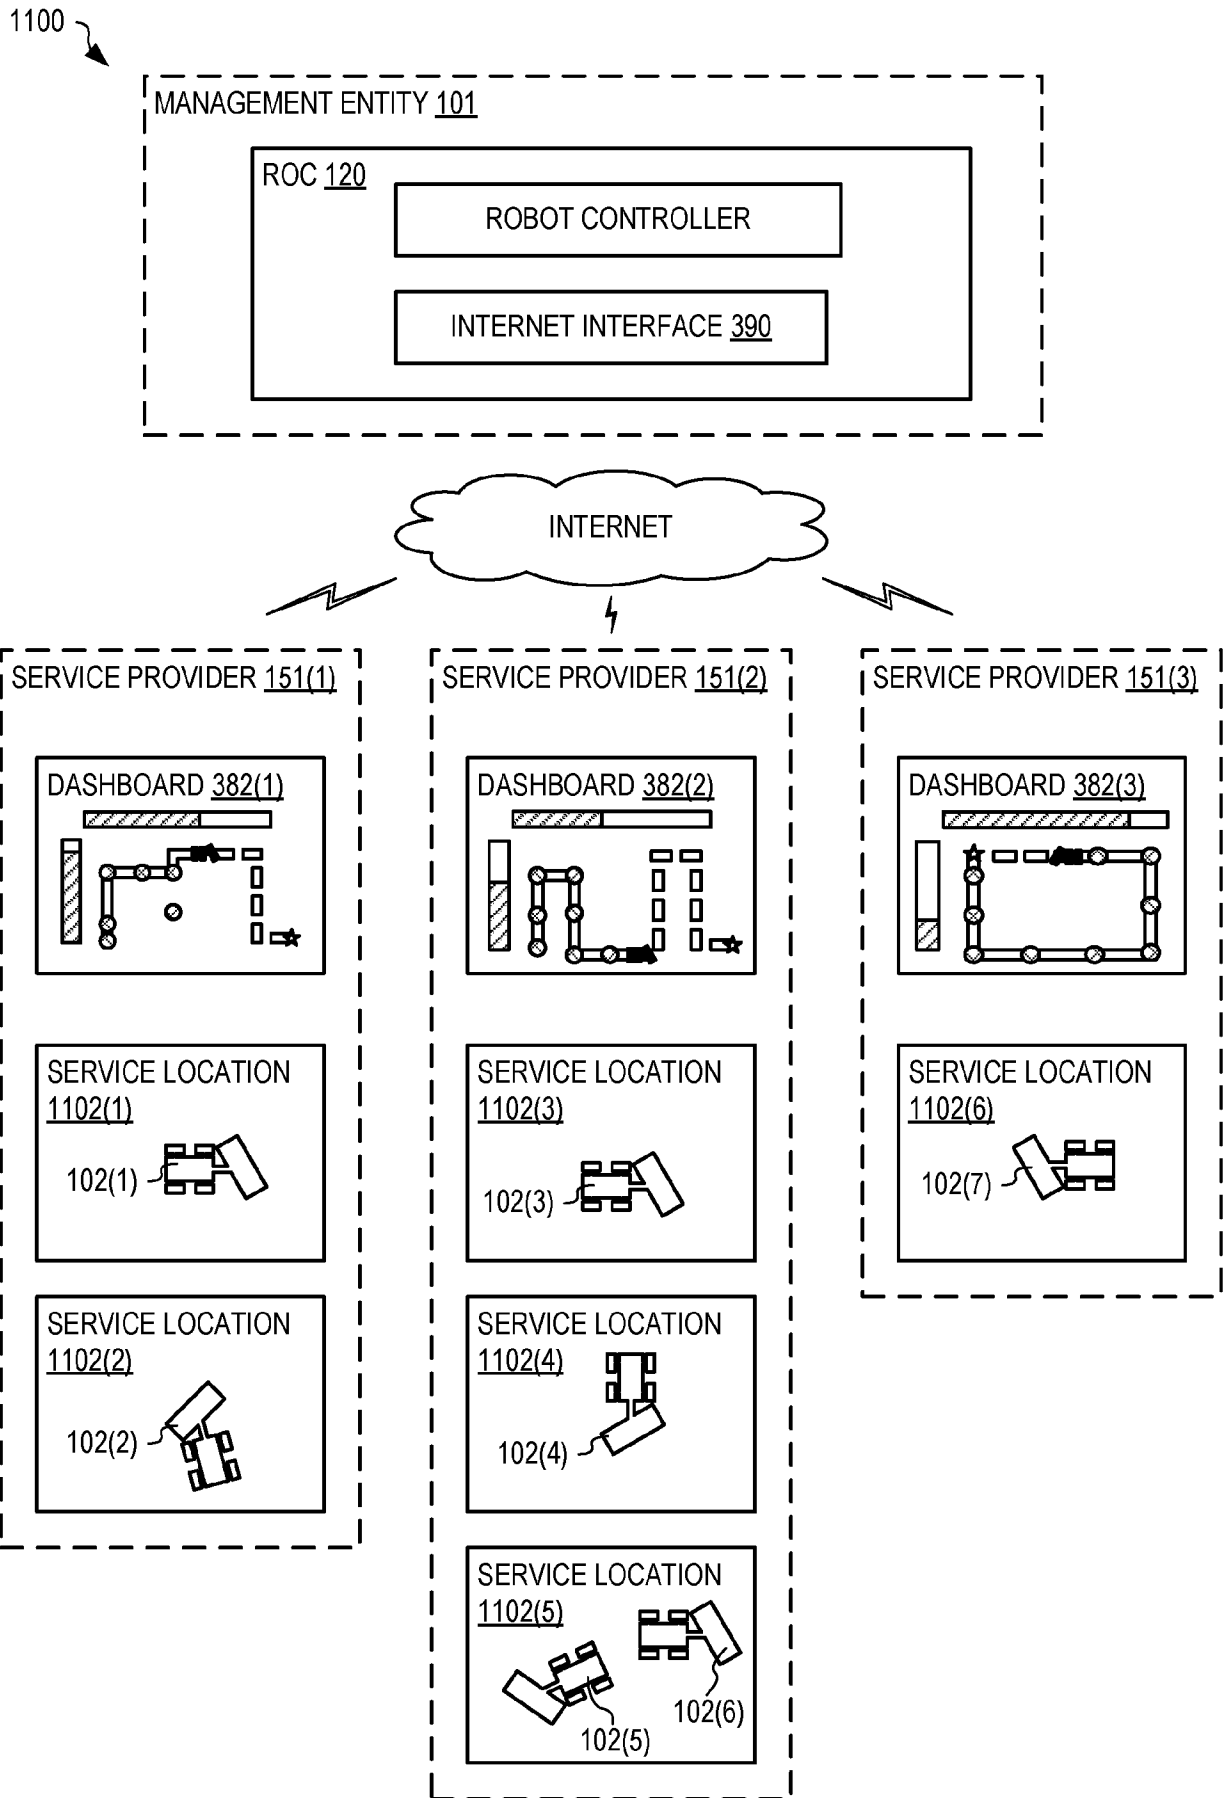 1100
MANAGEMENT ENTITY 101
ROC 120
ROBOT CONTROLLER
INTERNET INTERFACE 390
INTERNET
SERVICE PROVIDER 151(1)
DASHBOARD 382(1)
SERVICE LOCATION
1102(1)
102(1)
SERVICE LOCATION
1102(2)
102(2)
SERVICE PROVIDER 151(2)
DASHBOARD 382(2)
SERVICE LOCATION
1102(3)
102(3)
SERVICE LOCATION
1102(4)
102(4)
SERVICE LOCATION
1102(5)
102(6)
102(5)
SERVICE PROVIDER 151(3)
DASHBOARD 382(3)
SERVICE LOCATION
1102(6)
102(7)